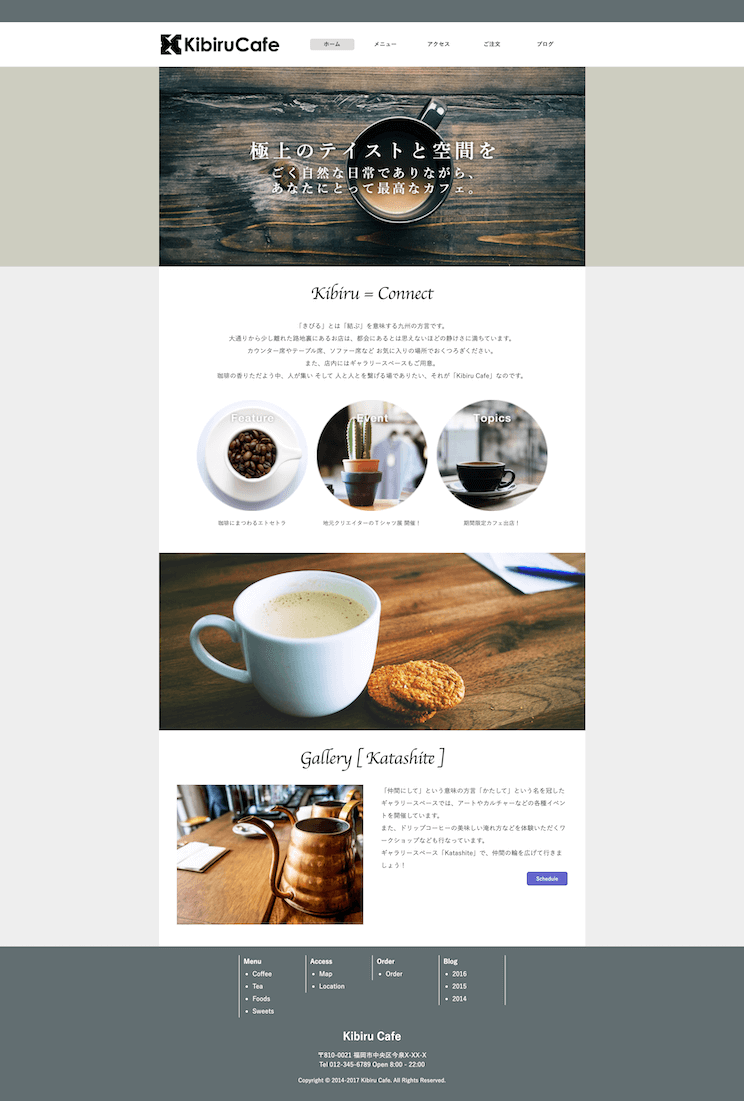 KibiruCafe
ホーム
メニュー
アクセス
ご注文
ブログ
極上のテイストと空間を
ごく自然な日常でありながら、
あなたにとって最高なカフェ。
Kibiru = Connect
「きびる」とは「結ぶ」を意味する九州の方言です。
大通りから少し離れた路地裏にあるお店は、都会にあるとは思えないほどの静けさに満ちています。
カウンター席やテーブル席、ソファー席など お気に入りの場所でおくつろぎください。
また、店内にはギャラリースペースもご用意。
珈琲の香りただよう中、人が集い そして 人と人とを繋げる場でありたい、それが「Kibiru Cafe」なのです。
Feature
Event
Topics
珈琲にまつわるエトセトラ
地元クリエイターのTシャツ展 開催！
期間限定カフェ出店！
Gallery [ Katashite ]
「仲間にして」という意味の方言「かたして」という名を冠した
ギャラリースペースでは、アートやカルチャーなどの各種イベン
トを開催しています。
また、ドリップコーヒーの美味しい淹れ方などを体験いただくワ
ークショップなども行なっています。
ギャラリースペース「Katashite」で、仲間の輪を広げて行きま
しょう！
Schedule
Menu
Coffee
Tea
Foods
Sweets
Access
Map
Location
Order
Order
Blog
2016
2015
2014
Kibiru Cafe
〒810-0021 福岡市中央区今泉X-XX-X
Tel 012-345-6789 Open 8:00 - 22:00
Copyright © 2014-2017 Kibiru Cafe. All Rights Reserved.